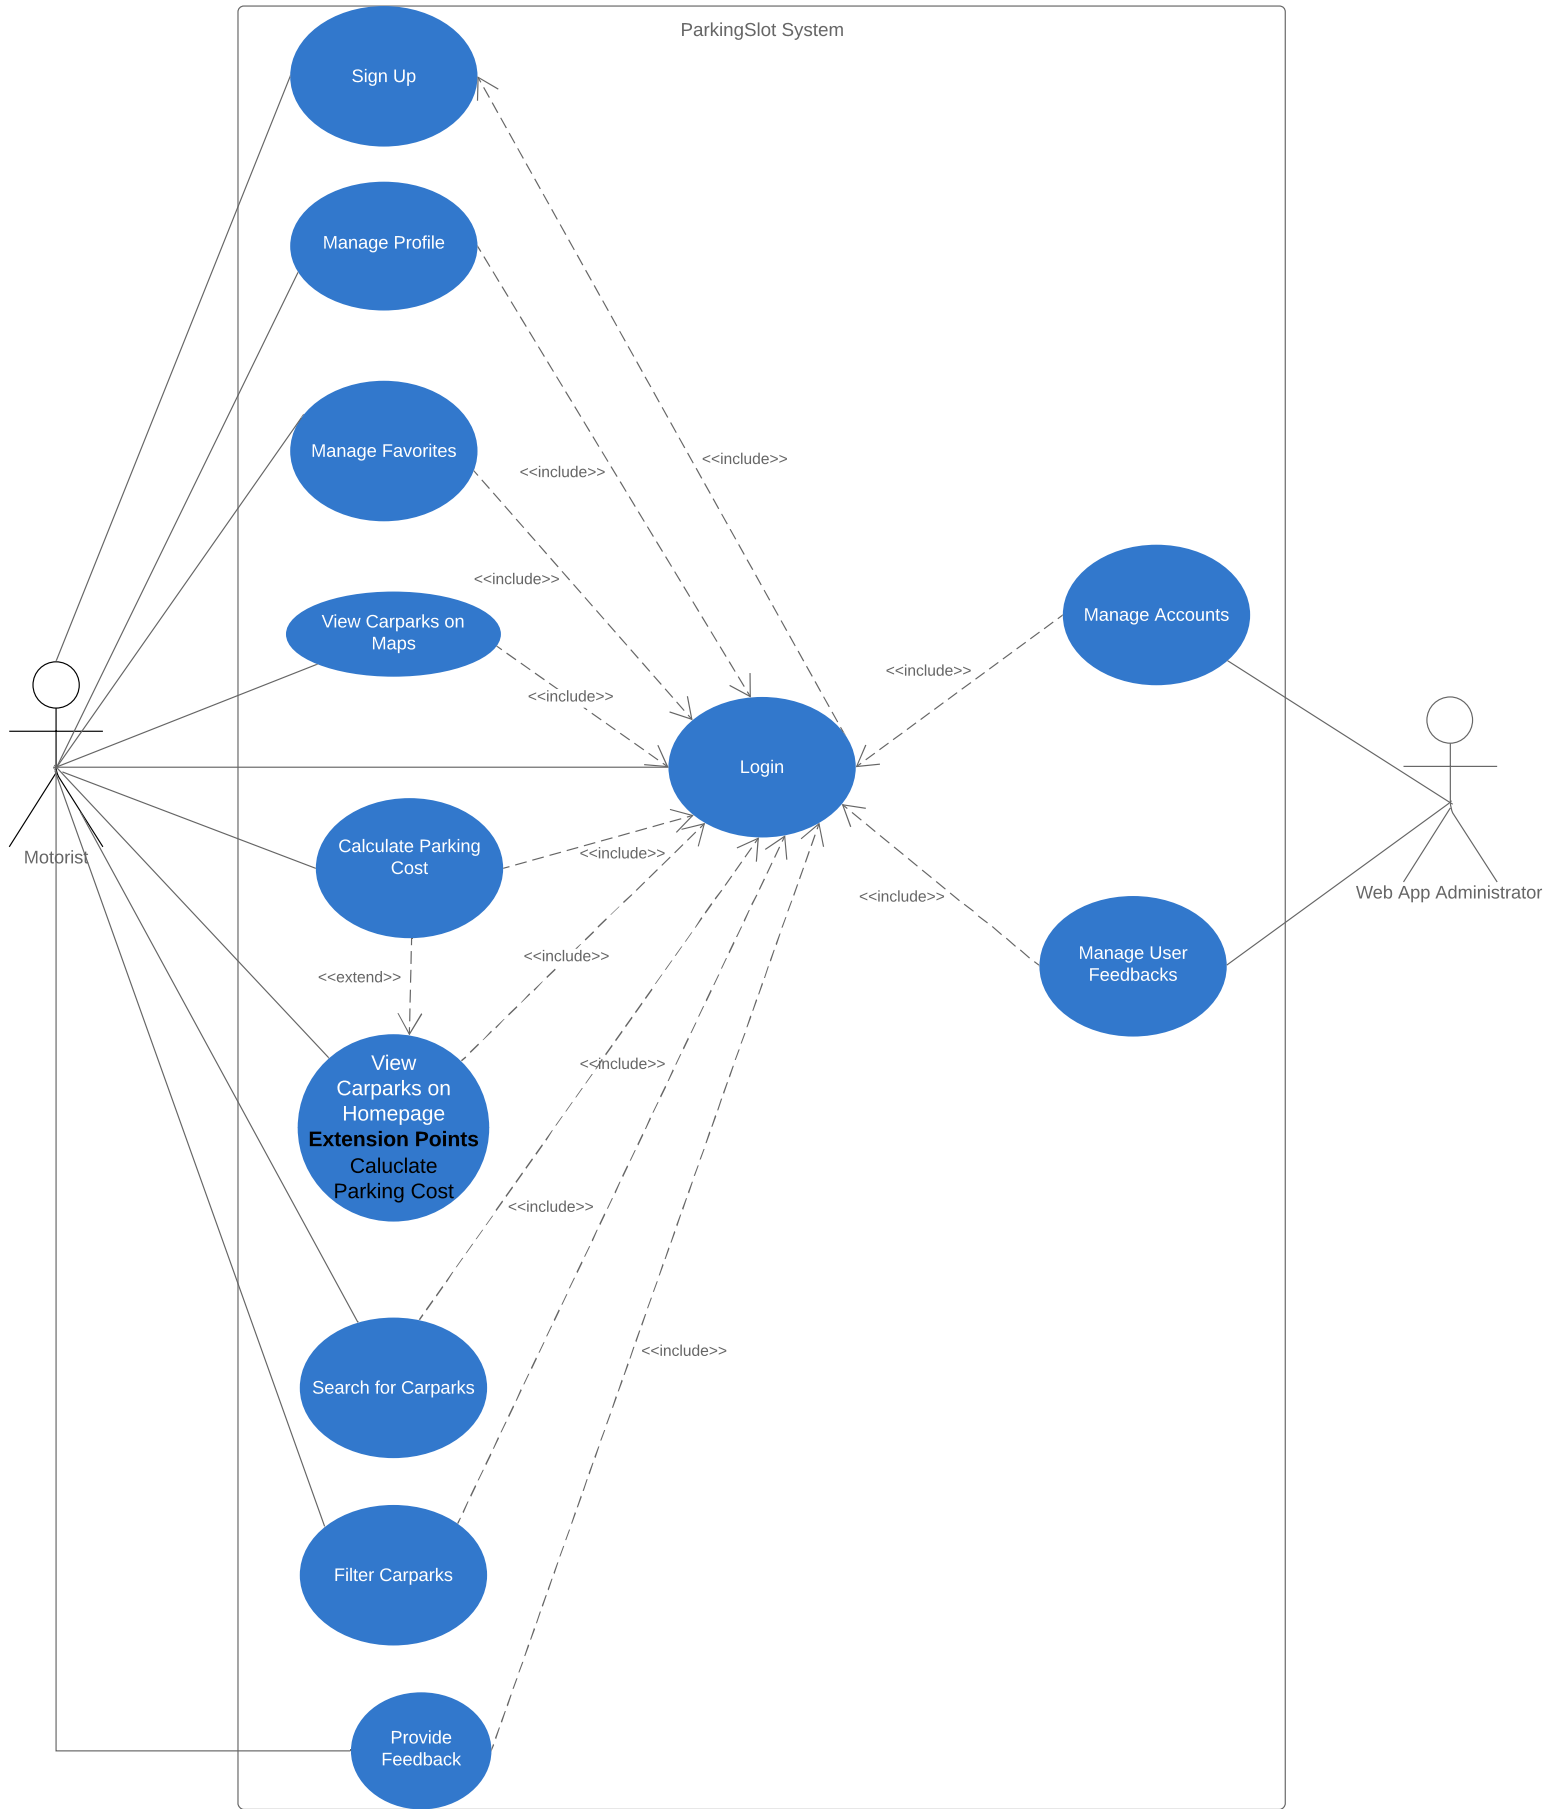 ParkingSlot System
Sign Up
Manage Profile
Manage Favorites
<<include>>
<<include>>
<<include>>
View Carparks on
Maps
<<include>>
Manage Accounts
<<include>>
Login
Motorist
Calculate Parking
Cost
<<include>>
Web App Administrator
<<include>>
Manage User
Feedbacks
<<extend>>
<<include>>
View
Carparks on
Homepage
Extension Points
Caluclate
Parking Cost
<<include>>
<<include>>
<<include>>
Search for Carparks
Filter Carparks
Provide
Feedback